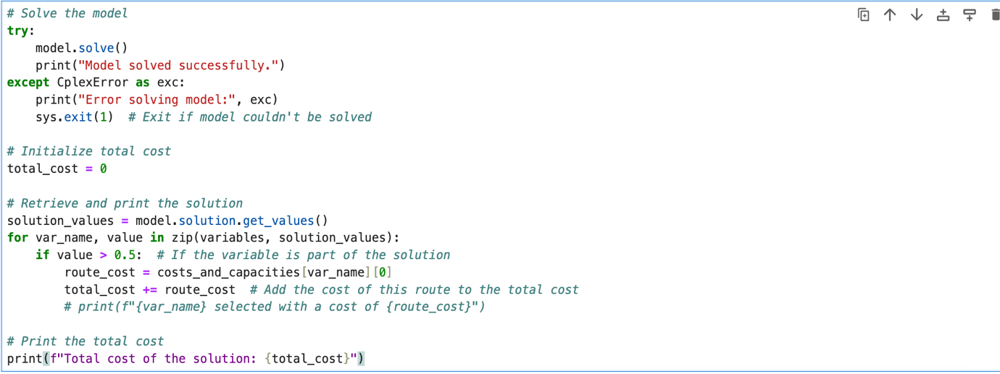 # Solve the model
try:
    model.solve()
    print("Model solved successfully.")
except CplexError as exc:
    print("Error solving model:", exc)
    sys.exit(1)  # Exit if model couldn't be solved

# Initialize total cost
total_cost = 0

# Retrieve and print the solution
solution_values = model.solution.get_values()
for var_name, value in zip(variables, solution_values):
    if value > 0.5:  # If the variable is part of the solution
        route_cost = costs_and_capacities[var_name][0]
        total_cost += route_cost  # Add the cost of this route to the total cost
        # print(f"{var_name} selected with a cost of {route_cost}")

# Print the total cost
print(f"Total cost of the solution: {total_cost}")